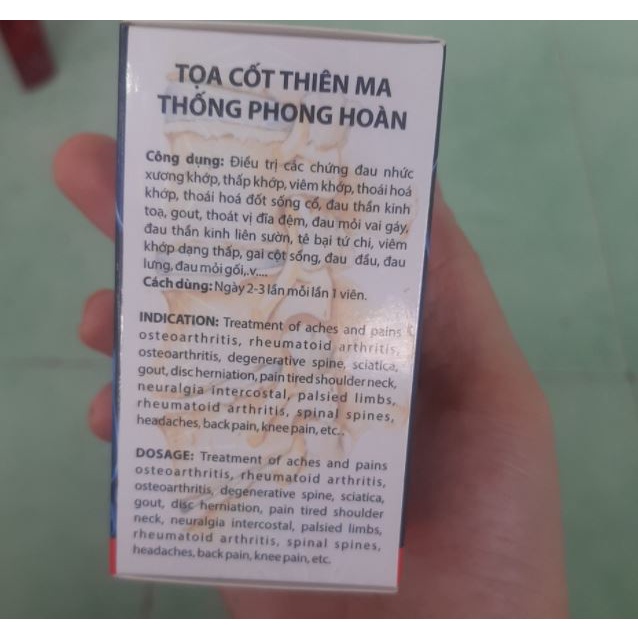 TỌA CỐT THIÊN MA
THỐNG PHONG HOÀN
Công dụng: Điều trị các chứng đau nhức
xương khớp, thấp khớp, viêm khớp, thoái hoá
khớp, thoái hoá đốt sống cổ, đau thần kinh
toạ, gout, thoát vị đĩa đệm, đau mỏi vai gáy,
đau thần kinh liên sườn, tê bại tứ chi, viêm
khớp dạng thấp, gai cột sống, đau đầu, đau
lưng, đau mỏi gối,.v....
Cách dùng: Ngày 2-3 lần mỗi lần 1 viên.
INDICATION: Treatment of aches and pains
osteoarthritis, rheumatoid arthritis,
osteoarthritis, degenerative spine, sciatica,
gout, disc herniation, pain tired shoulder neck,
neuralgia intercostal, palsied limbs,
rheumatoid arthritis, spinal spines,
headaches, back pain, knee pain, etc..
DOSAGE: Treatment of aches and pains
osteoarthritis, rheumatoid arthritis,
osteoarthritis, degenerative spine, sciatica,
gout, disc herniation, pain tired shoulder
neck, neuralgia intercostal, palsied limbs,
rheumatoid arthritis, spinal spines,
headaches, back pain, knee pain, etc.